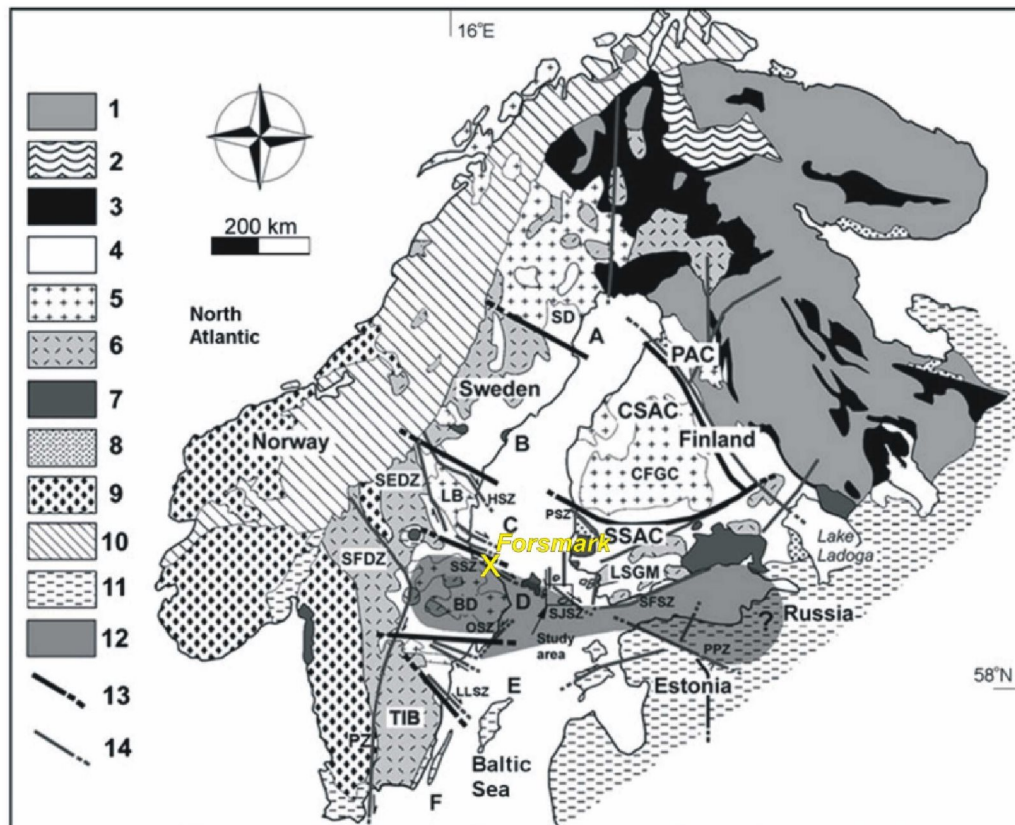 16°E
1
2
3
4
5
6
7
8
9
10
11
12
13
14
200 km
North
Atlantic
SD
A
PAC
Sweden
CSAC
B
Norway
Finland
CFGC
SEDZ
LB
HSZ
PSZ
C
SSAC
Lake
Ladoga
Forsmark
X
SFDZ
SSZ
LSGM
BD
D
SJSZ
SFSZ
OSZ
Study
area
?
Russia
PPZ
58°N
E
Estonia
LLSZ
TIB
PZ
Baltic
Sea
F